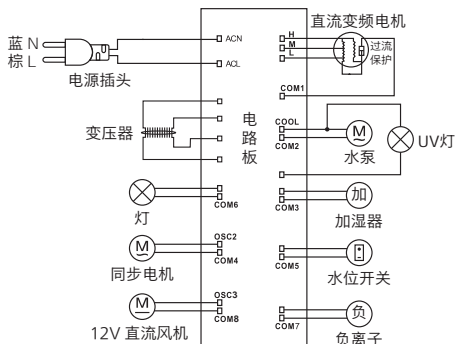 直流变频电机
蓝 N
棕 L
电源插头
ACN
ACL
H
M
L
过流
保护
COM1
变压器
电
路
板
COOL
COM2
M
水泵
UV灯
灯
COM6
COM3
加
加湿器
OSC2
COM4
M
同步电机
COM5
水位开关
OSC3
COM8
M
12V 直流风机
COM7
负
负离子